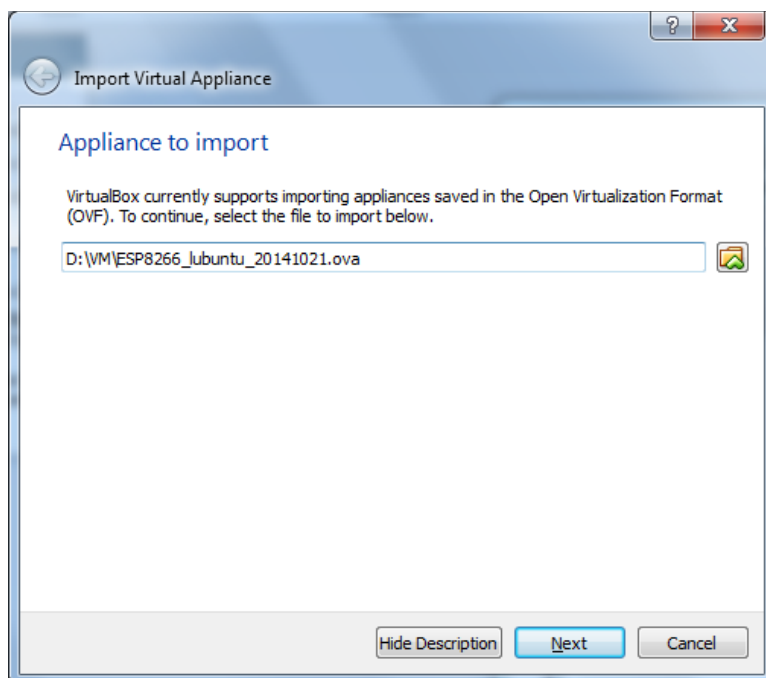 ?
X
Import Virtual Appliance
Appliance to import
VirtualBox currently supports importing appliances saved in the Open Virtualization Format
(OVF). To continue, select the file to import below.
D:\VM\ESP8266_lubuntu_20141021.ova
Hide Description Next Cancel